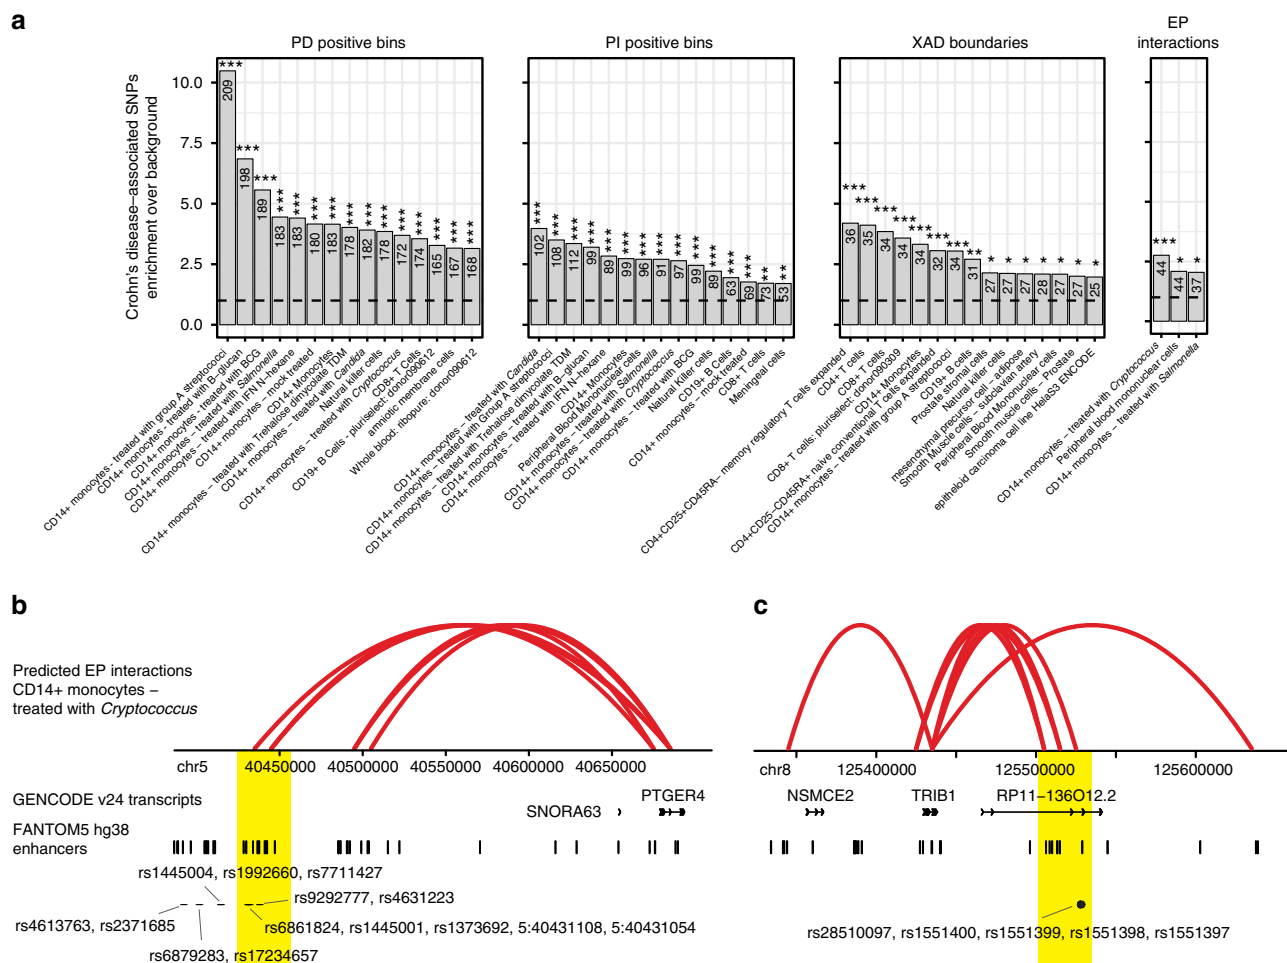 a
PD positive bins
PI positive bins
XAD boundaries
EP
interactions
Crohn's disease–associated SNPs
enrichment over background
10.0
7.5
5.0
2.5
0.0
***
209
***
198
***
189
***
183
***
183
***
180
***
183
***
178
***
182
***
178
***
172
***
174
***
165
***
167
***
168
***
102
***
108
***
112
***
99
***
89
***
99
***
96
***
91
***
97
***
99
***
89
***
63
***
69
**
73
**
53
***
36
***
35
***
34
***
34
***
34
***
32
***
34
**
31
*
27
*
27
*
27
*
28
*
27
*
27
*
25
***
44
*
44
*
37
CD14+ monocytes - treated with group A streptococci
CD14+ monocytes - treated with B-glucan
CD14+ monocytes - treated with BCG
CD14+ monocytes – treated with Salmonella
CD14+ monocytes – treated with IFN N-hexane
CD14+ monocytes – mock treated
CD14+ Monocytes
CD14+ monocytes – treated with Trehalose dimycolate TDM
CD14+ monocytes – treated with Candida
Natural killer cells
CD14+ monocytes – treated with Cryptococcus
CD8+ T Cells
CD19+ B Cells - pluriselect: donor090612
amniotic membrane cells
Whole blood: ribopure: donor090612
CD14+ monocytes – treated with Candida
CD14+ monocytes – treated with Group A streptococci
CD14+ monocytes – treated with Trehalose dimycolate TDM
CD14+ monocytes – treated with B-glucan
CD14+ monocytes – treated with IFN N-hexane
CD14+ Monocytes
Peripheral Blood Mononuclear Cells
CD14+ monocytes – treated with Salmonella
CD14+ monocytes – treated with Cryptococcus
CD14+ monocytes – treated with BCG
Natural Killer Cells
CD19+ B Cells
CD14+ monocytes – mock treated
CD8+ T cells
Meningeal cells
CD4+CD25+CD45RA– memory regulatory T cells expanded
CD4+ T cells
CD8+ T cells
CD8+ T cells: pluriselect: donor090309
CD14+ Monocytes
CD4+CD25–CD45RA+ naive conventional T cells expanded
CD14+ monocytes – treated with group A streptococci
CD19+ B cells
Prostate stromal cells
Natural killer cells
mesenchymal precursor cell – adipose
Smooth Muscle cells – subclavian artery
Peripheral Blood Mononuclear cells
Smooth muscle cells – Prostate
epitheloid carcinoma cell line HelaS3 ENCODE
CD14+ monocytes – treated with Cryptococcus
Peripheral blood mononuclear cells
CD14+ monocytes – treated with Salmonella
b
Predicted EP interactions
CD14+ monocytes –
treated with Cryptococcus
chr5
40450000
40500000
40550000
40600000
40650000
GENCODE v24 transcripts
SNORA63
PTGER4
FANTOM5 hg38
enhancers
rs1445004, rs1992660, rs7711427
rs9292777, rs4631223
rs4613763, rs2371685
rs6861824, rs1445001, rs1373692, 5:40431108, 5:40431054
rs6879283, rs17234657
c
chr8
125400000
125500000
125600000
NSMCE2
TRIB1
RP11–136O12.2
rs28510097, rs1551400, rs1551399, rs1551398, rs1551397